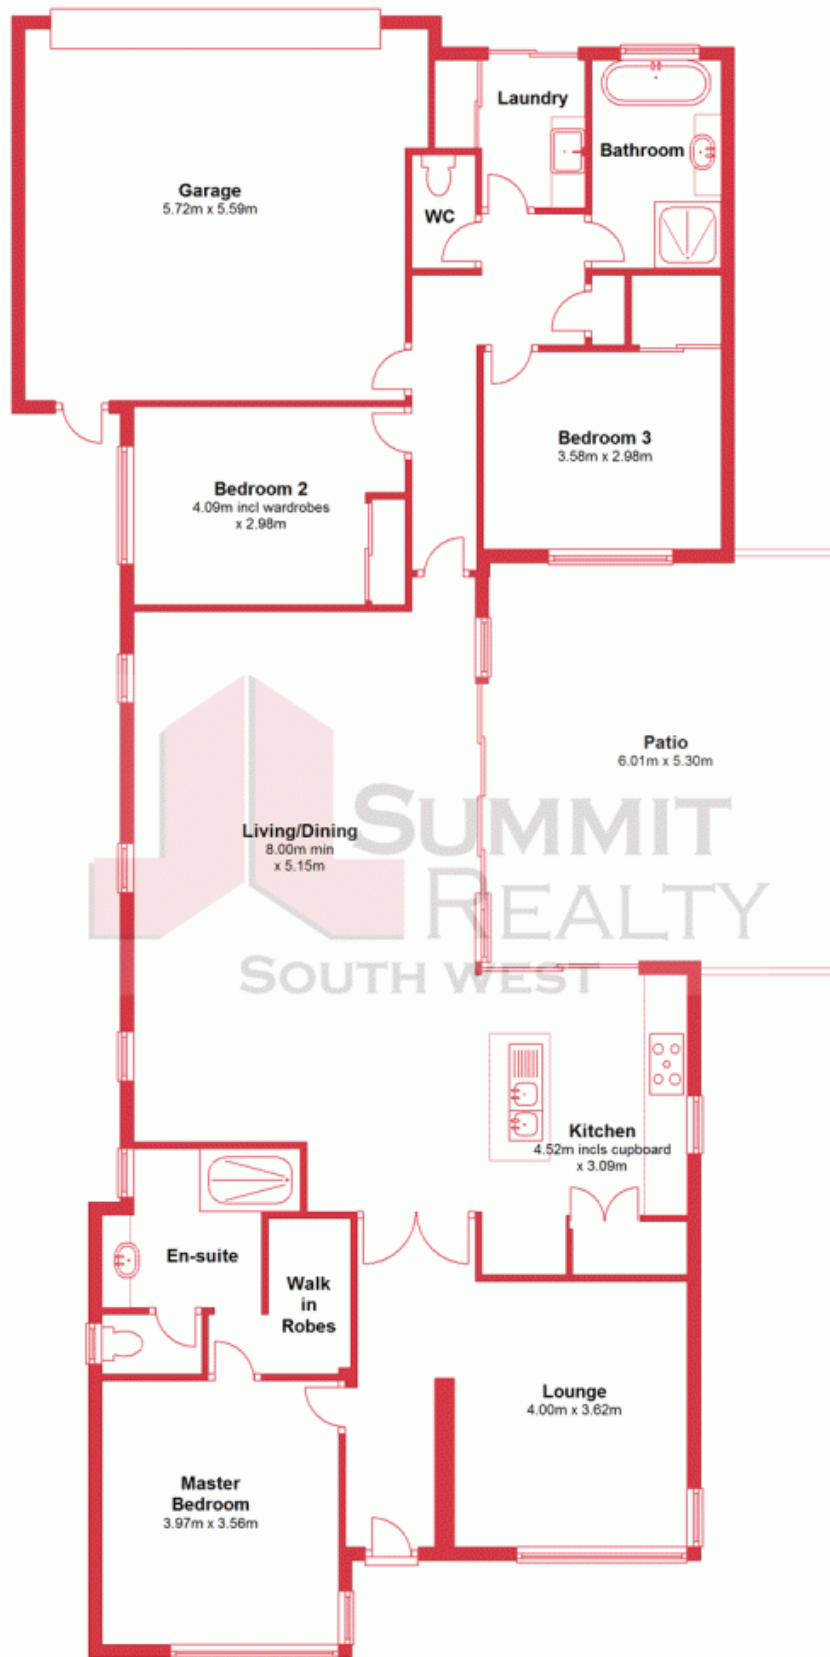 Laundry
Bathroom
Garage
5.72m x 5.59m
WC
Bedroom 3
3.58m x 2.98m
Bedroom 2
4.09m incl wardrobes
x 2.98m
Patio
6.01m x 5.30m
Living/Dining
8.00m min
x 5.15m
SUMMIT
REALTY
SOUTH WEST
Kitchen
4.52m incls cupboard
x 3.09m
En-suite
Walk
in
Robes
Lounge
4.00m x 3.62m
Master
Bedroom
3.97m x 3.56m